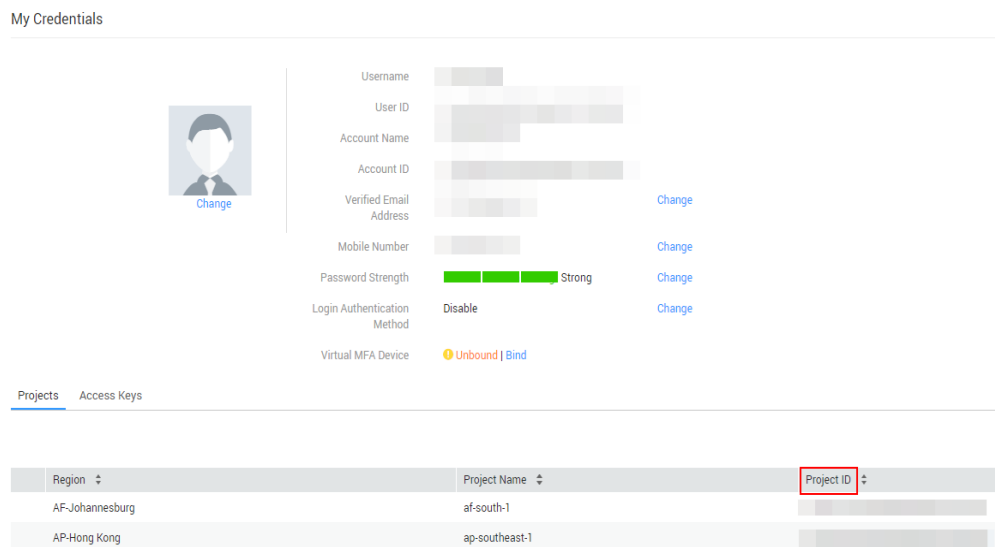 My Credentials
Username
User ID
Account Name
Account ID
Verified Email Address Change
Change
Mobile Number Change
Password Strength Strong Change
Login Authentication Method Disable Change
Virtual MFA Device Unbound | Bind
Projects Access Keys
Region Project Name Project ID
AF-Johannesburg af-south-1
AP-Hong Kong ap-southeast-1